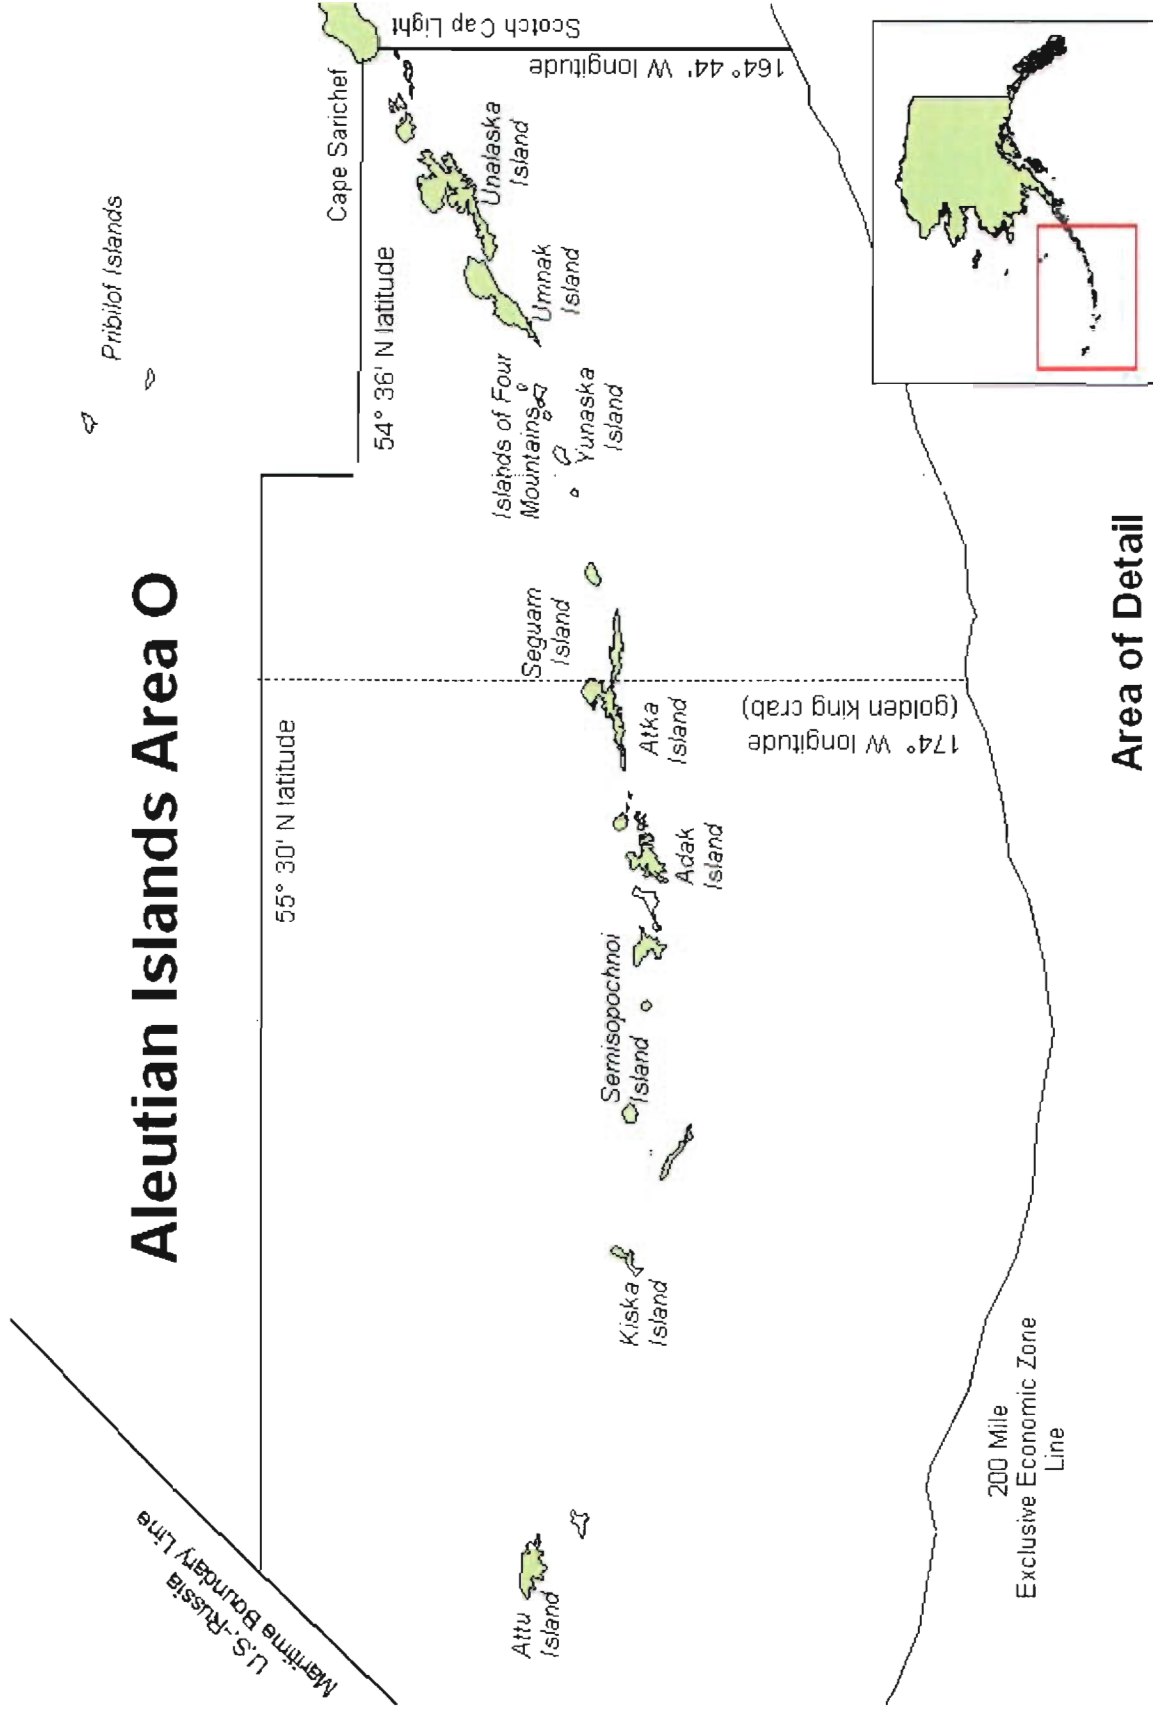 Aleutian Islands Area O
Pribilof Islands
U.S.-Russia
Maritime Boundary Line
55° 30' N latitude
54° 36' N latitude
Cape Sarichef
Scotch Cap Light
164° 44' W longitude
Unalaska
Island
Umnak
Island
Islands of Four
Mountains
Yunaska
Island
Seguam
Island
Atka
Island
174° W longitude
(golden king crab)
Adak
Island
Semisopochnoi
Island
Kiska
Island
Attu
Island
200 Mile
Exclusive Economic Zone
Line
Area of Detail